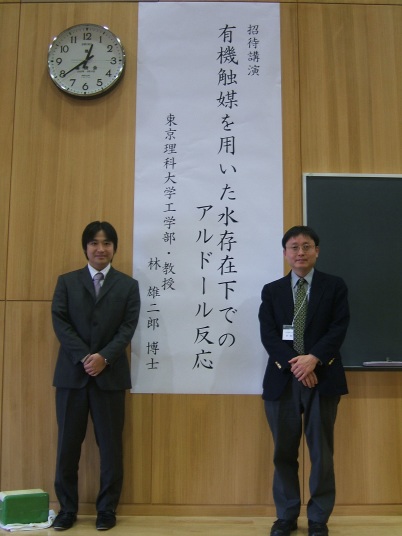 招待講演
有機触媒を用いた水存在下での
アルドール反応
東京理科大学工学部・教授
林 雄二郎 博士